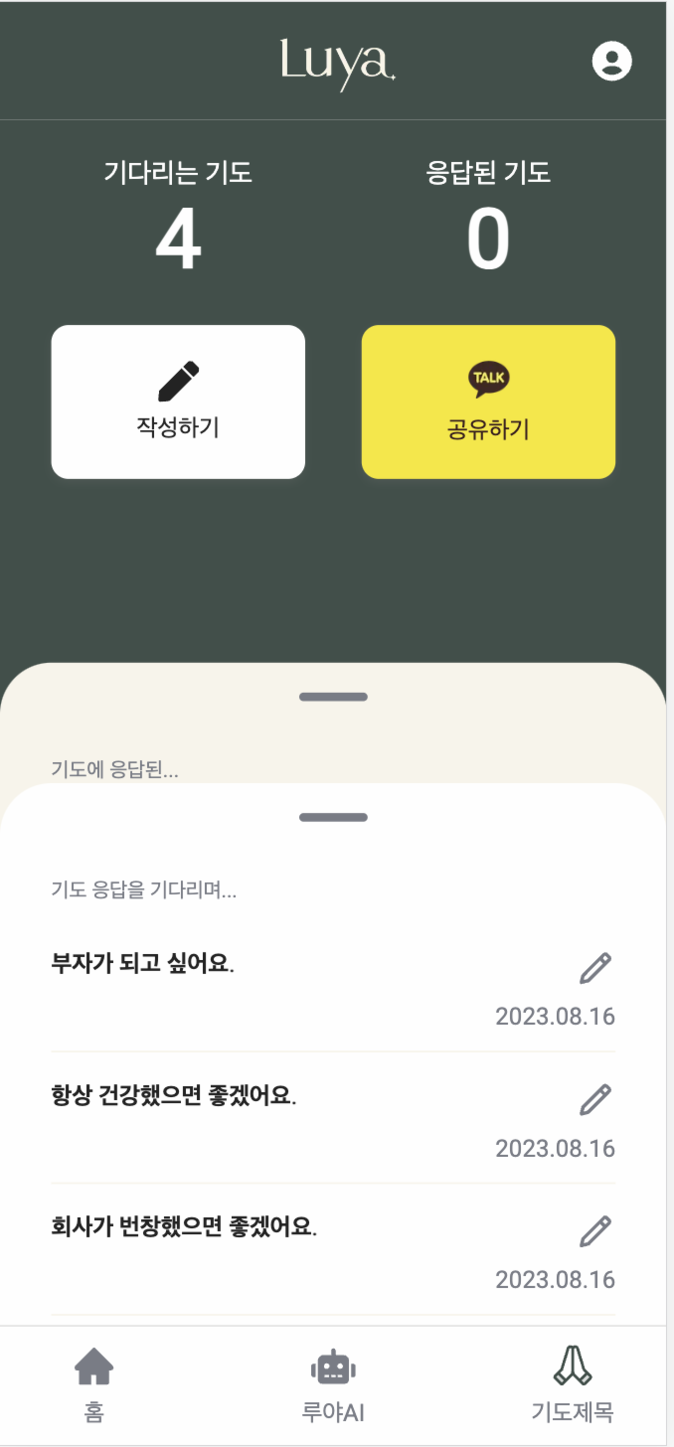 Luya
기다리는 기도
응답된 기도
4
0
TALK
작성하기
공유하기
기도에 응답된...
기도 응답을 기다리며...
부자가 되고 싶어요.
2023.08.16
항상 건강했으면 좋겠어요.
2023.08.16
회사가 번창했으면 좋겠어요.
2023.08.16
홈
루야AI
기도제목